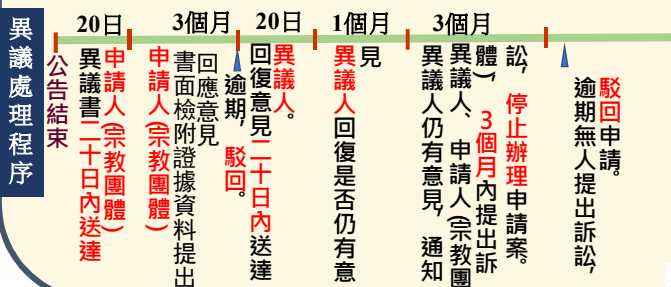 異議處理程序
20日
3個月
20日
1個月
3個月
公告結束
異議書二十日內送達
申請人(宗教團體)
申請人(宗教團體)
書面檢附證據資料提出
回應意見
逾期,駁回。
回復意見二十日內送達
異議人。
異議人回復是否仍有意
見
異議人仍有意見,通知
異議人、申請人(宗教團
體),3個月內提出訴
訟,停止辦理申請案。
逾期無人提出訴訟,
駁回申請。